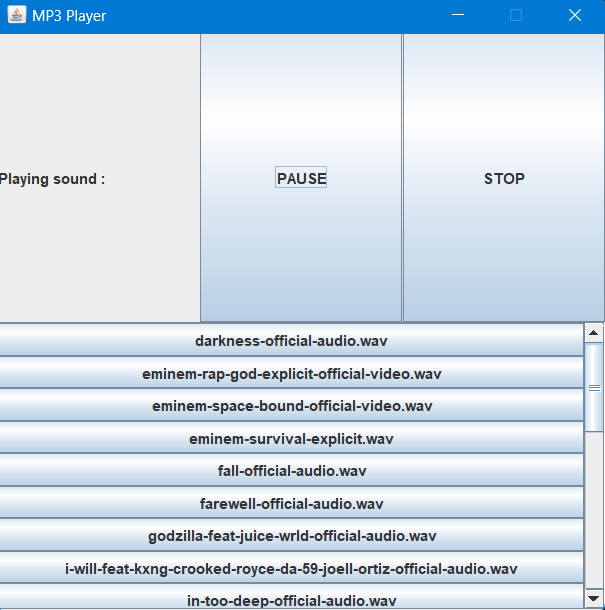 MP3 Player
Playing sound :
PAUSE
STOP
darkness-official-audio.wav
eminem-rap-god-explicit-official-video.wav
eminem-space-bound-official-video.wav
eminem-survival-explicit.wav
fall-official-audio.wav
farewell-official-audio.wav
godzilla-feat-juice-wrld-official-audio.wav
i-will-feat-kxng-crooked-royce-da-59-joell-ortiz-official-audio.wav
in-too-deep-official-audio.wav